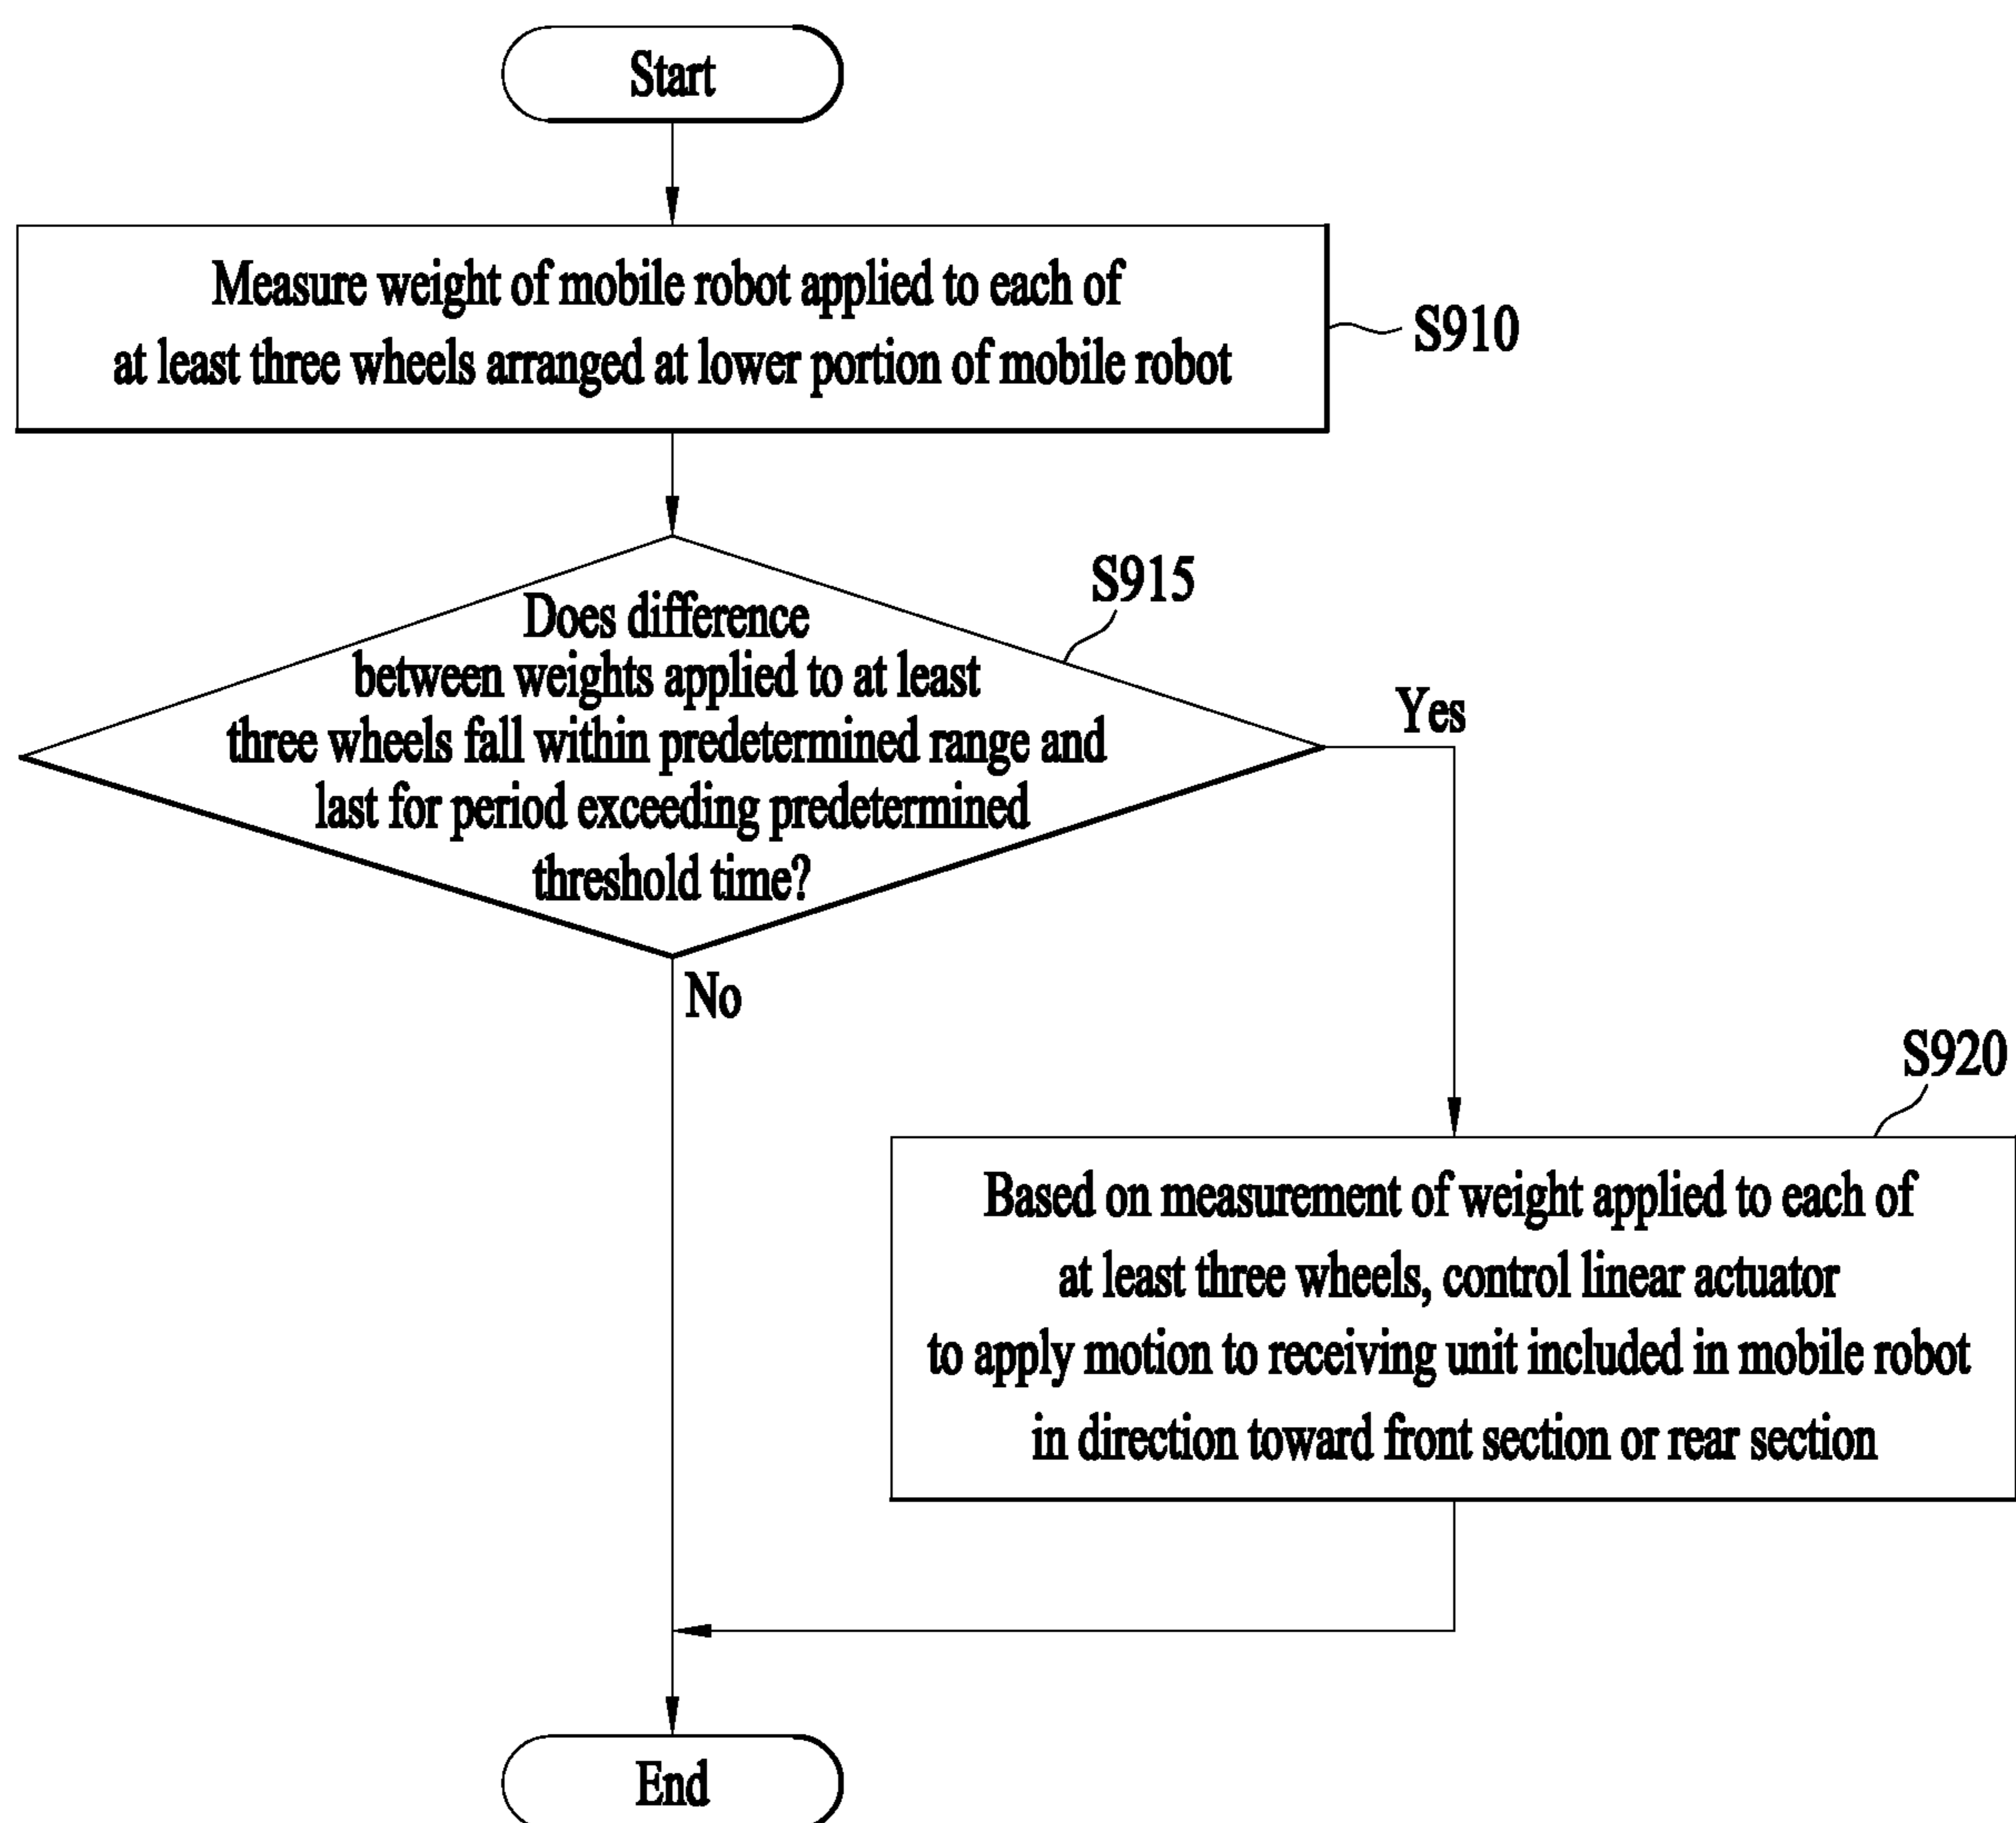 Start
Measure weight of mobile robot applied to each of
at least three wheels arranged at lower portion of mobile robot
S910
S915
Does difference
between weights applied to at least
three wheels fall within predetermined range and
last for period exceeding predetermined
threshold time?
Yes
No
S920
Based on measurement of weight applied to each of
at least three wheels, control linear actuator
to apply motion to receiving unit included in mobile robot
in direction toward front section or rear section
End